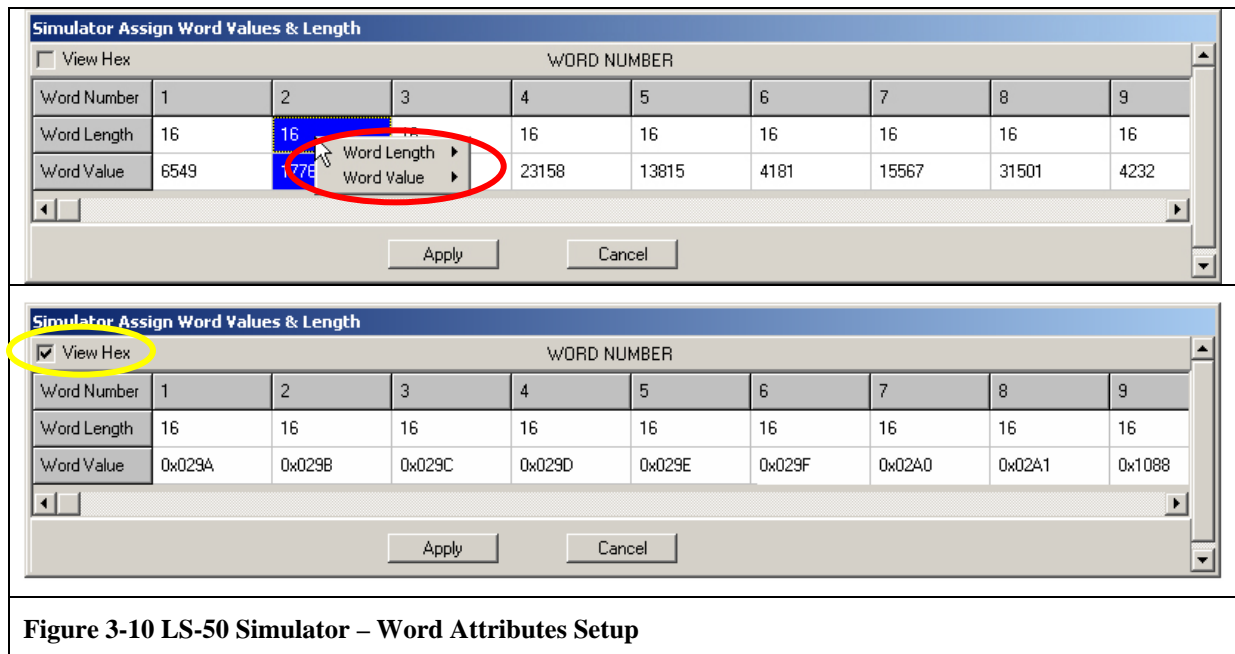 Simulator Assign Word Values & Length
View Hex WORD NUMBER
Word Number 1 2 3 4 5 6 7 8 9
Word Length 16 16 16 16 16 16 16 16
Word Length
Word Value 6549 23158 13815 4181 15567 31501 4232
Word Value
Apply Cancel
Simulator Assign Word Values & Length
View Hex WORD NUMBER
Word Number 1 2 3 4 5 6 7 8 9
Word Length 16 16 16 16 16 16 16 16 16
Word Value 0x029A 0x029B 0x029C 0x029D 0x029E 0x029F 0x02A0 0x02A1 0x1088
Apply Cancel
Figure 3-10 LS-50 Simulator – Word Attributes Setup